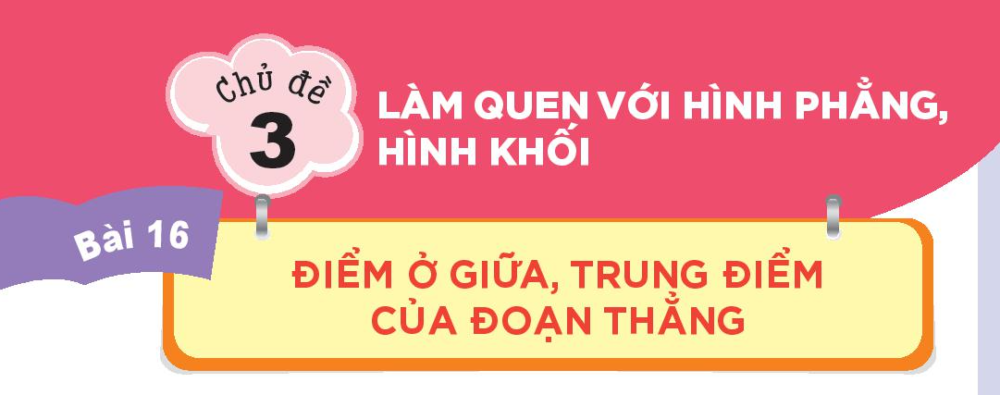 Chủ đề
3
LÀM QUEN VỚI HÌNH PHẲNG,
HÌNH KHỐI
Bài 16
ĐIỂM Ở GIỮA, TRUNG ĐIỂM
CỦA ĐOẠN THẲNG